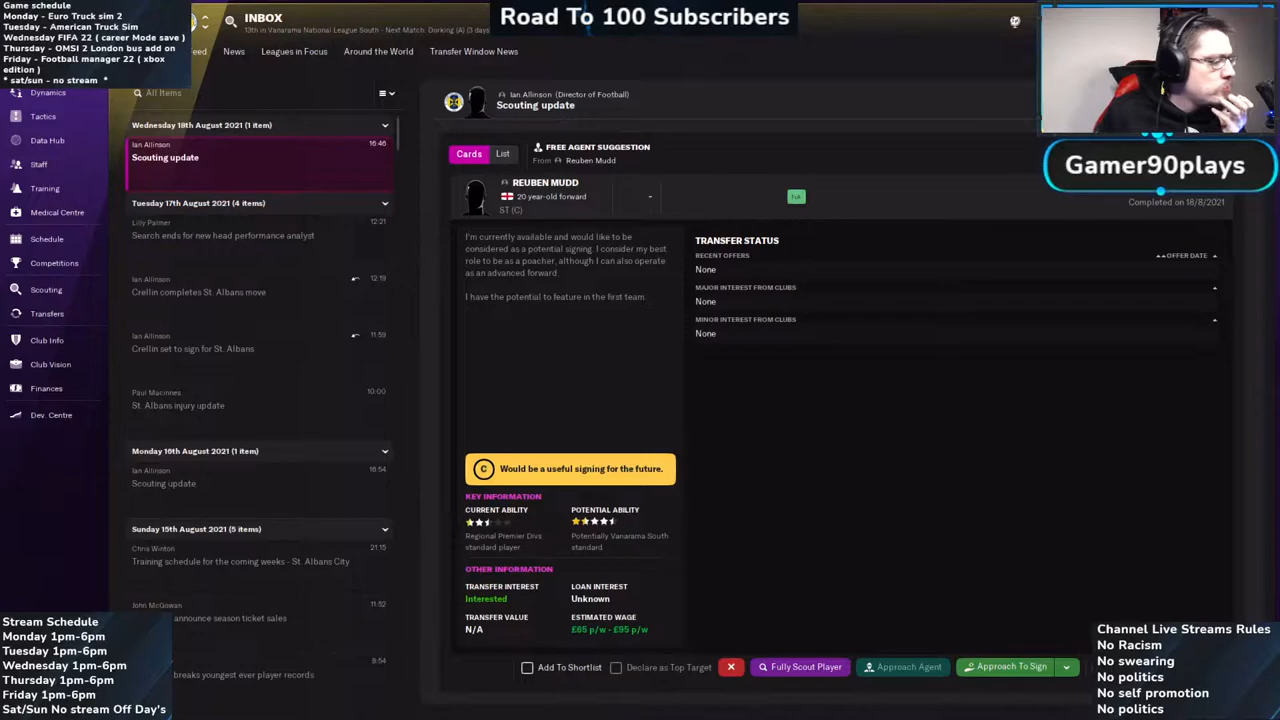 Game schedule
Monday - Euro Truck sim 2
Tuesday - American Truck Sim
Wednesday FIFA 22 ( career Mode save )
Thursday - OMSI 2 London bus add on
Friday - Football manager 22 ( xbox
edition )
* sat/sun - no stream *
INBOX
13th in Vanarama National League South - Next Match: Dorking (A) (3 days
Road To 100 Subscribers
News
Leagues in Focus
Around the World
Transfer Window News
Gamer90plays
Dynamics
Tactics
Data Hub
Staff
Training
Medical Centre
Schedule
Competitions
Scouting
Transfers
Club Info
Club Vision
Finances
Dev. Centre
All Items
Wednesday 18th August 2021 (1 item)
Ian Allinson 16:46
Scouting update
Tuesday 17th August 2021 (4 items)
Lilly Palmer 12:21
Search ends for new head performance analyst
Ian Allinson 12:19
Crellin completes St. Albans move
Ian Allinson 11:59
Crellin set to sign for St. Albans
Paul Macinnes 10:00
St. Albans injury update
Monday 16th August 2021 (1 item)
Ian Allinson 16:54
Scouting update
Sunday 15th August 2021 (5 items)
Chris Winton 21:15
Training schedule for the coming weeks - St. Albans City
John McGowan 11:52
announce season ticket sales
8:54
breaks youngest ever player records
Ian Allinson (Director of Football)
Scouting update
Cards
List
FREE AGENT SUGGESTION
From Reuben Mudd
REUBEN MUDD
20 year-old forward
ST (C)
-
Completed on 18/8/2021
I'm currently available and would like to be
considered as a potential signing. I consider my best
role to be as a poacher, although I can also operate
as an advanced forward.
I have the potential to feature in the first team.
TRANSFER STATUS
RECENT OFFERS
OFFER DATE
None
MAJOR INTEREST FROM CLUBS
None
MINOR INTEREST FROM CLUBS
None
C Would be a useful signing for the future.
KEY INFORMATION
CURRENT ABILITY
POTENTIAL ABILITY
Regional Premier Divs
standard player
Potentially Vanarama South
standard
OTHER INFORMATION
TRANSFER INTEREST
LOAN INTEREST
Interested
Unknown
TRANSFER VALUE
ESTIMATED WAGE
N/A
£65 p/w - £95 p/w
Add To Shortlist
Declare as Top Target
Fully Scout Player
Approach Agent
Approach To Sign
Stream Schedule
Monday 1pm-6pm
Tuesday 1pm-6pm
Wednesday 1pm-6pm
Thursday 1pm-6pm
Friday 1pm-6pm
Sat/Sun No stream Off Day's
Channel Live Streams Rules
No Racism
No swearing
No politics
No self promotion
No politics